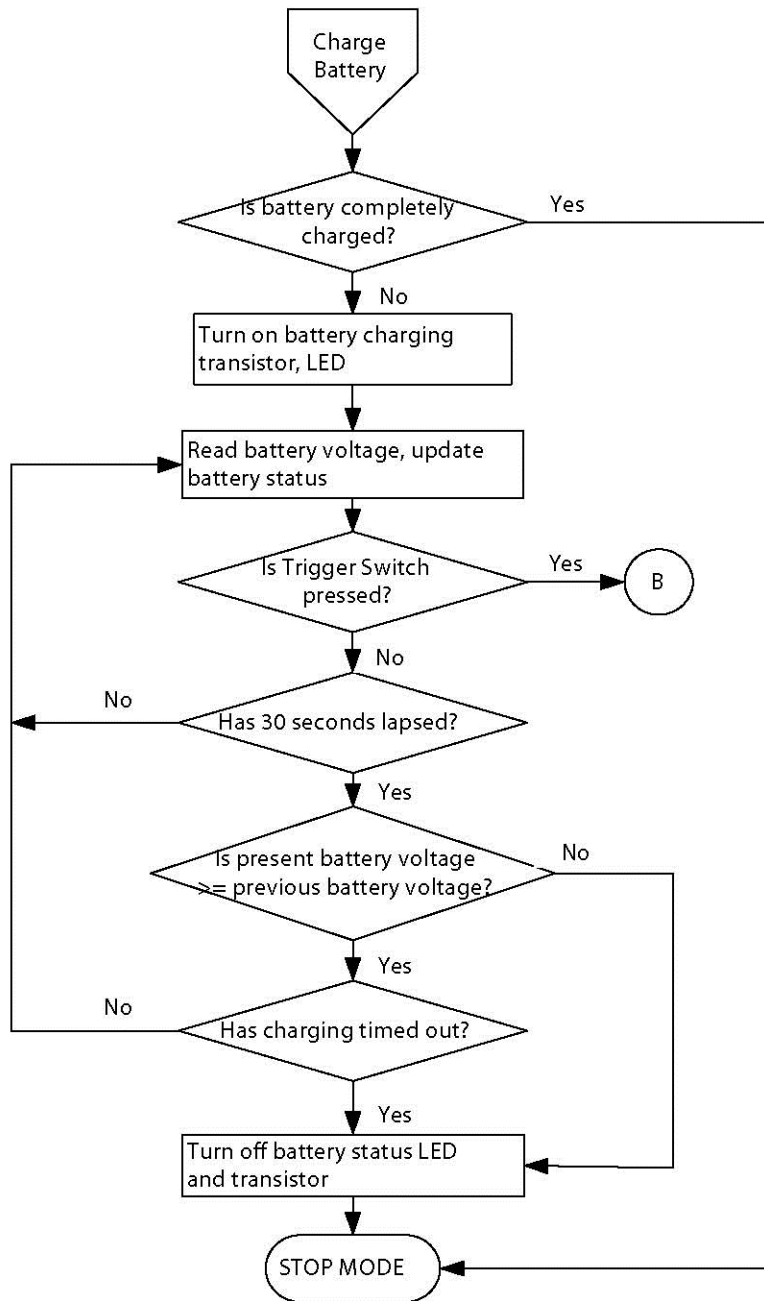 Charge
Battery
Is battery completely
charged?
Yes
No
Turn on battery charging
transistor, LED
Read battery voltage, update
battery status
Is Trigger Switch
pressed?
Yes
B
No
No
Has 30 seconds lapsed?
Yes
Is present battery voltage
>= previous battery voltage?
No
Yes
No
Has charging timed out?
Yes
Turn off battery status LED
and transistor
STOP MODE